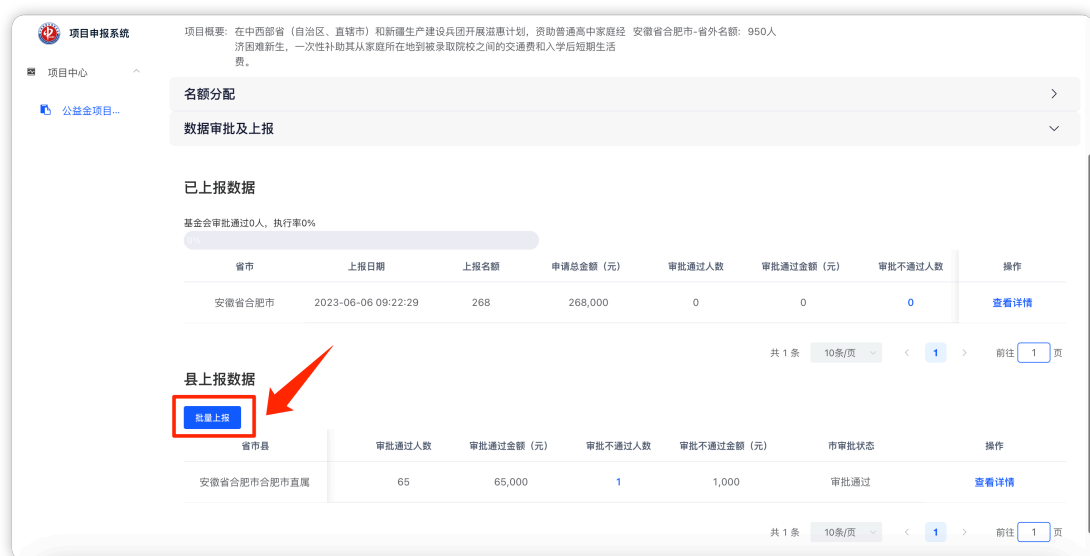 项目申报系统
项目中心
公益金项目...
项目概要: 在中西部省（自治区、直辖市）和新疆生产建设兵团开展滋惠计划，资助普通高中家庭经 安徽省合肥市-省外名额: 950人
济困难新生，一次性补助其从家庭所在地到被录取院校之间的交通费和入学后短期生活
费。
名额分配
数据审批及上报
已上报数据
基金会审批通过0人，执行率0%
0%
省市 上报日期 上报名额 申请总金额（元） 审批通过人数 审批通过金额（元） 审批不通过人数 操作
安徽省合肥市 2023-06-06 09:22:29 268 268,000 0 0 0 查看详情
共 1 条 10条/页 1 前往 1 页
县上报数据
批量上报
省市县 审批通过人数 审批通过金额（元） 审批不通过人数 审批不通过金额（元） 市审批状态 操作
安徽省合肥市合肥市直属 65 65,000 1 1,000 审批通过 查看详情
共 1 条 10条/页 1 前往 1 页